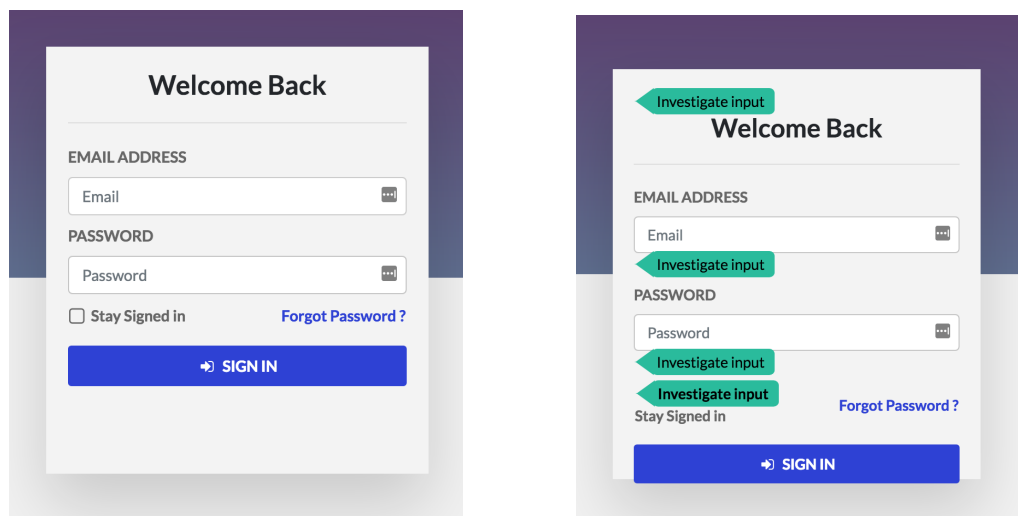 Welcome Back
EMAIL ADDRESS
Email
PASSWORD
Password
Stay Signed in
Forgot Password ?
SIGN IN
Investigate input
Welcome Back
EMAIL ADDRESS
Email
Investigate input
PASSWORD
Password
Investigate input
Investigate input
Forgot Password ?
Stay Signed in
SIGN IN